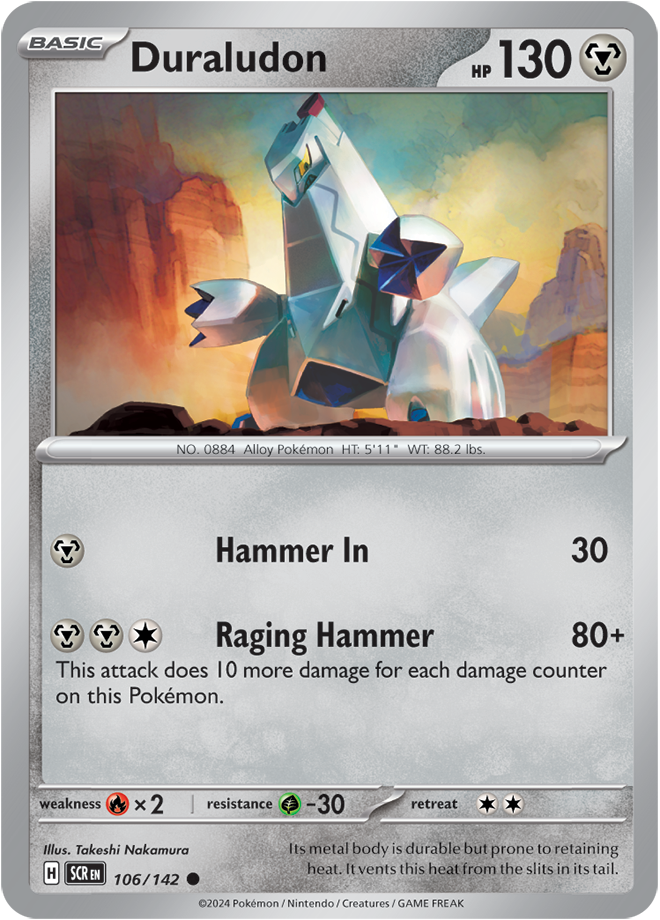 BASIC
Duraludon
HP 130
NO. 0884 Alloy Pokémon HT: 5'11" WT: 88.2 lbs.
Hammer In 30
Raging Hammer 80+
This attack does 10 more damage for each damage counter
on this Pokémon.
weakness ×2 resistance -30 retreat
Illus. Takeshi Nakamura
Its metal body is durable but prone to retaining
heat. It vents this heat from the slits in its tail.
H SCR EN 106/142
©2024 Pokémon / Nintendo / Creatures / GAME FREAK